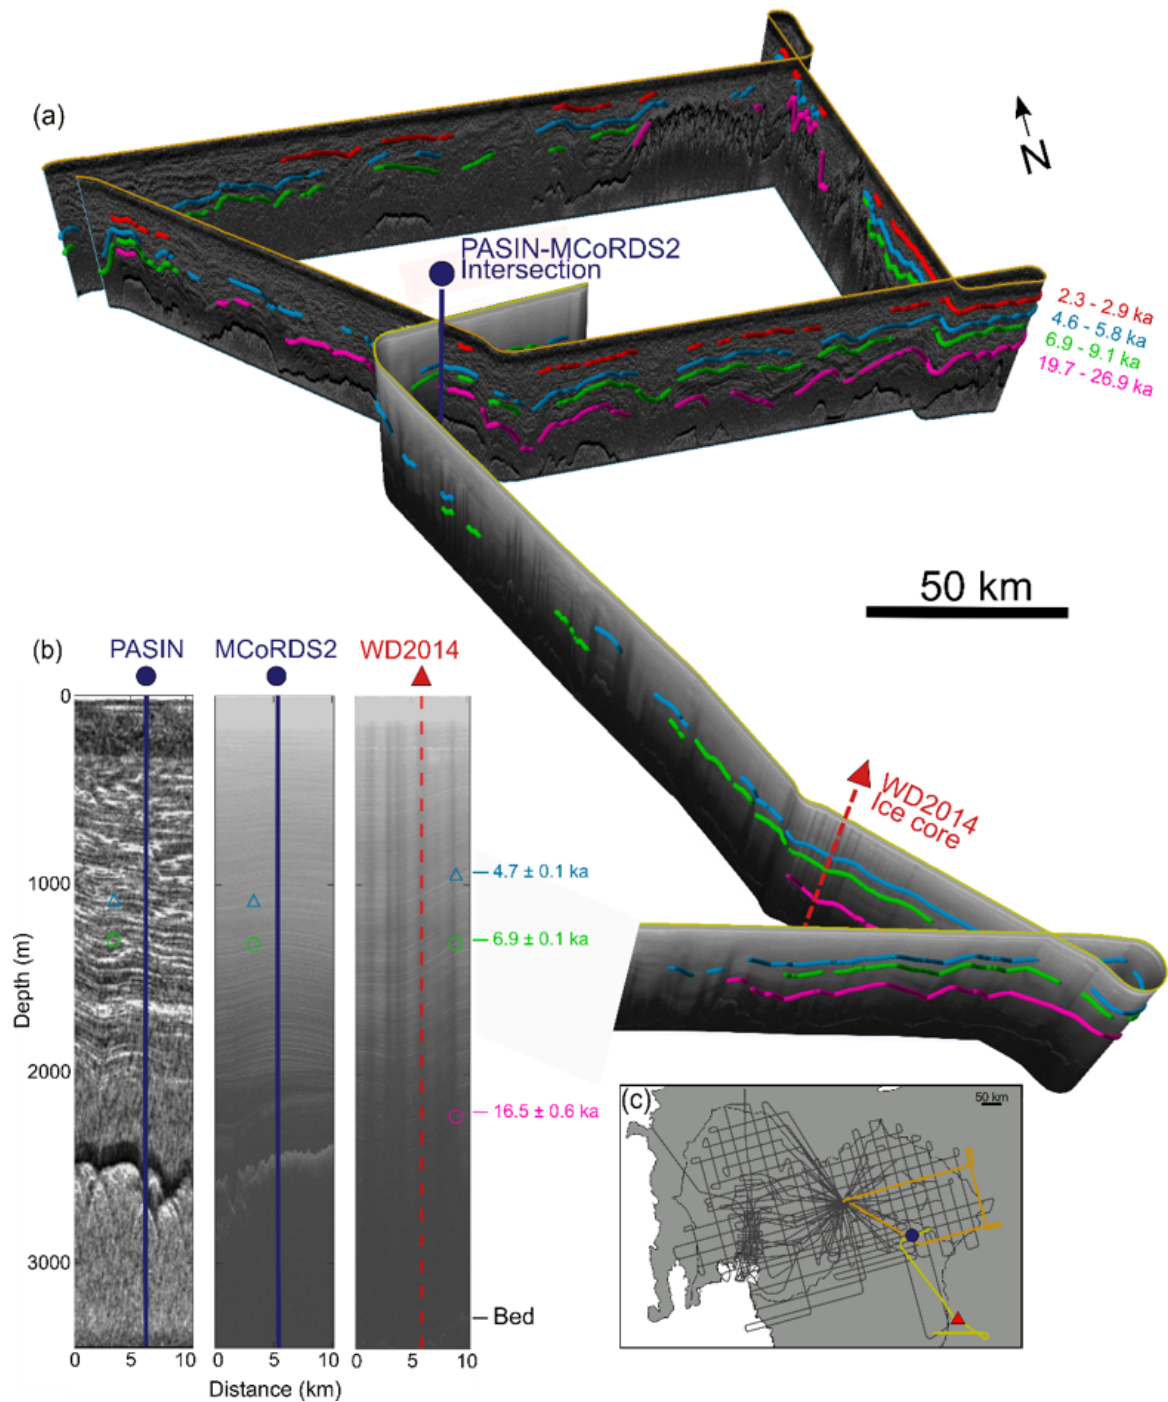 (a)
N
PASIN-MCoRDS2
Intersection
2.3 - 2.9 ka
4.6 - 5.8 ka
6.9 - 9.1 ka
19.7 - 26.9 ka
50 km
WD2014
Ice core
(b)
PASIN
MCoRDS2
WD2014
0
1000
2000
3000
Depth (m)
4.7 ± 0.1 ka
6.9 ± 0.1 ka
16.5 ± 0.6 ka
Bed
0 5 10
0 5 10
0 5 10
Distance (km)
(c)
50 km